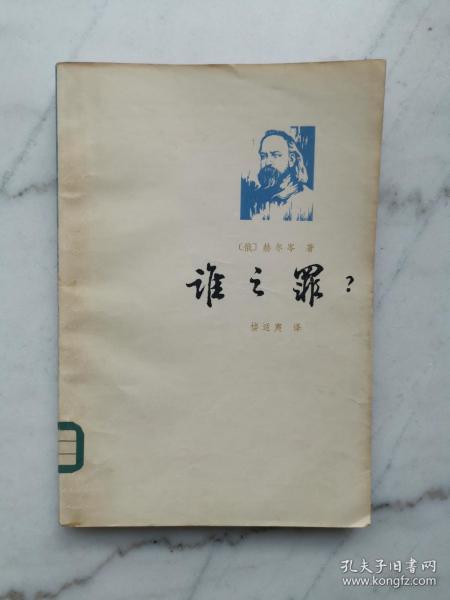 〔俄〕赫尔岑 著
谁之罪?
楼适夷 译
孔夫子旧书网
www.kongfz.com